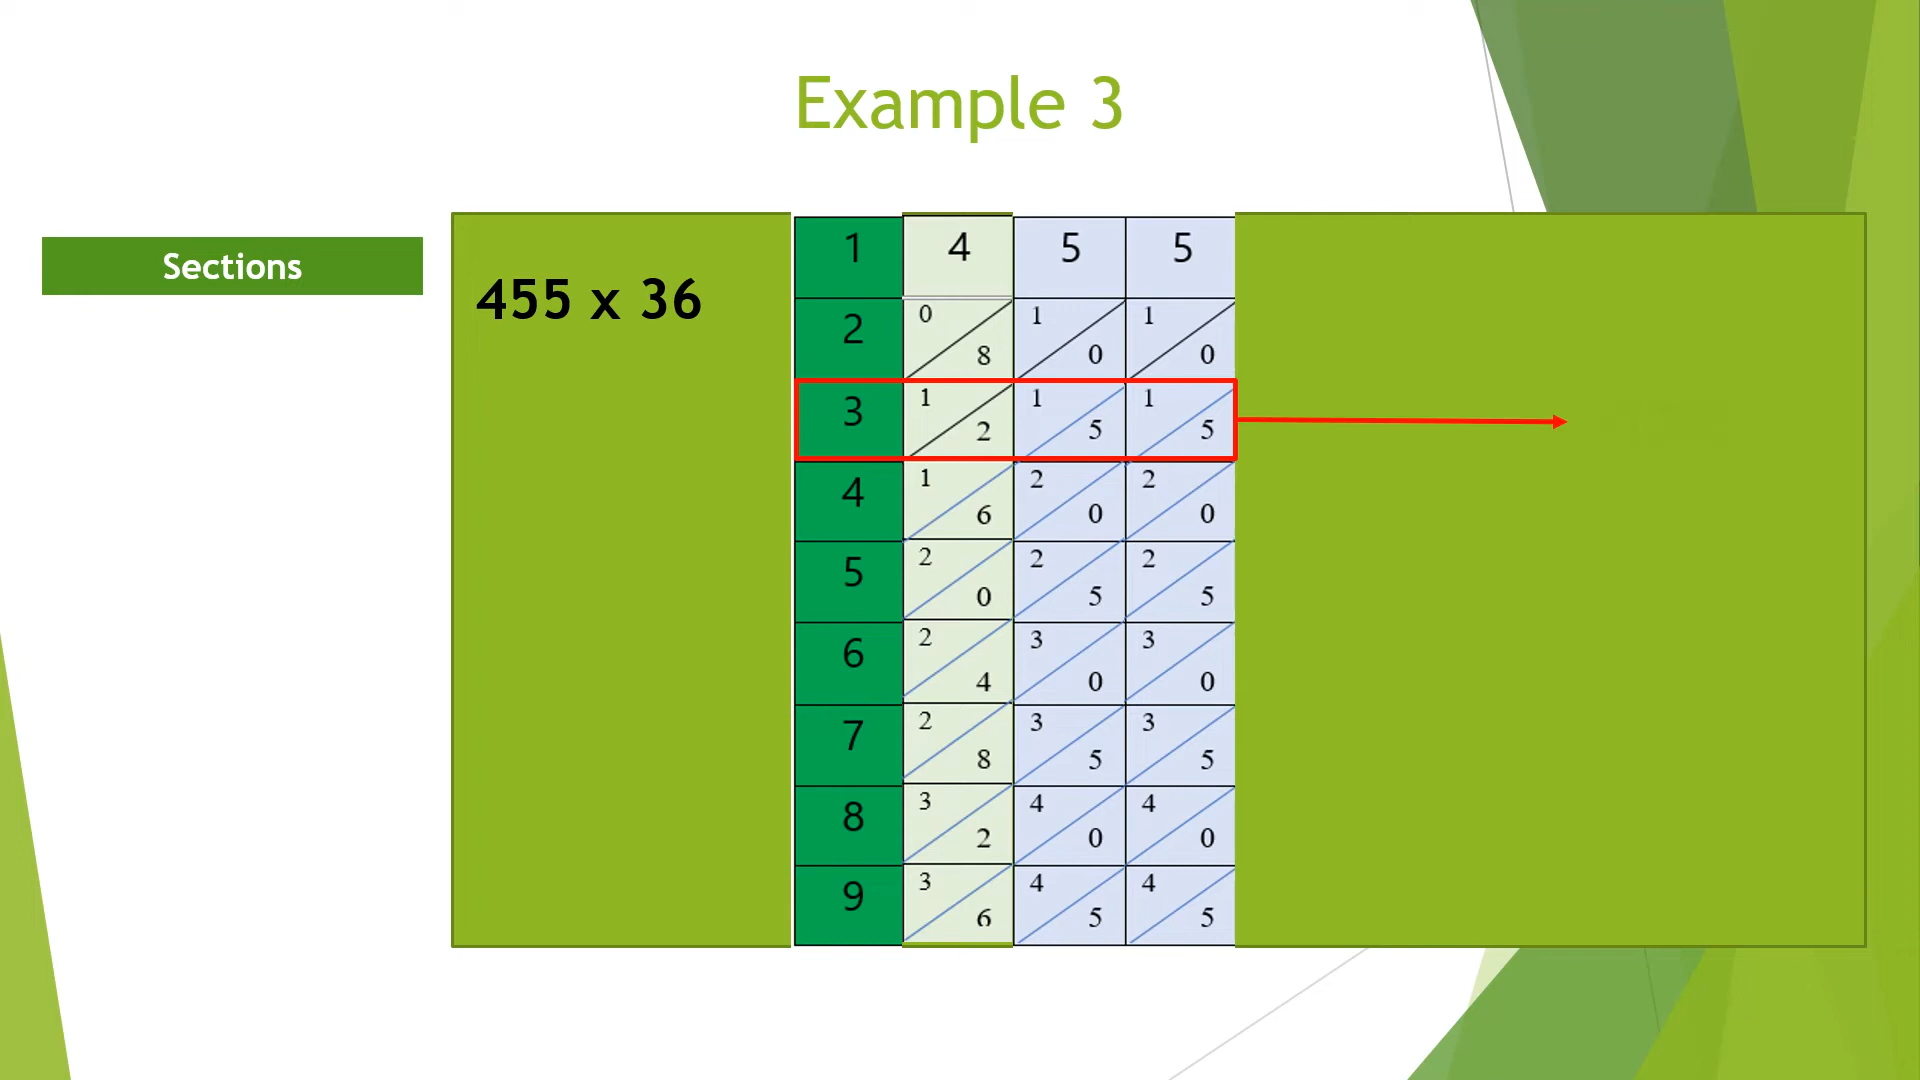 Example 3
Sections
455 x 36
1 4 5 5
2 0/8 1/0 1/0
3 1/2 1/5 1/5
4 1/6 2/0 2/0
5 2/0 2/5 2/5
6 2/4 3/0 3/0
7 2/8 3/5 3/5
8 3/2 4/0 4/0
9 3/6 4/5 4/5